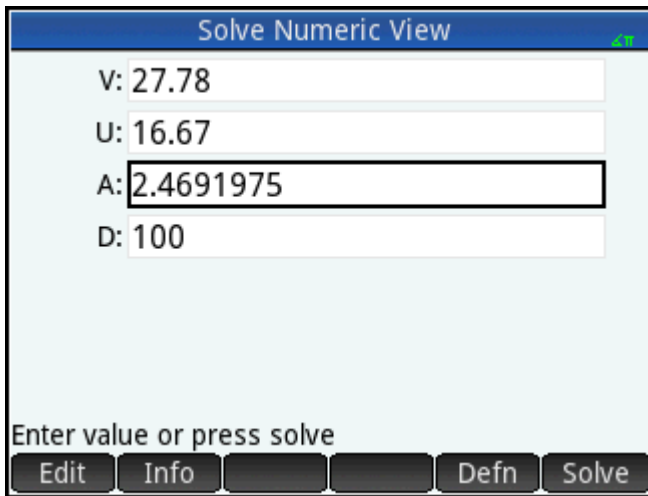 Solve Numeric View
∡π
V: 27.78
U: 16.67
A: 2.4691975
D: 100
Enter value or press solve
Edit Info Defn Solve